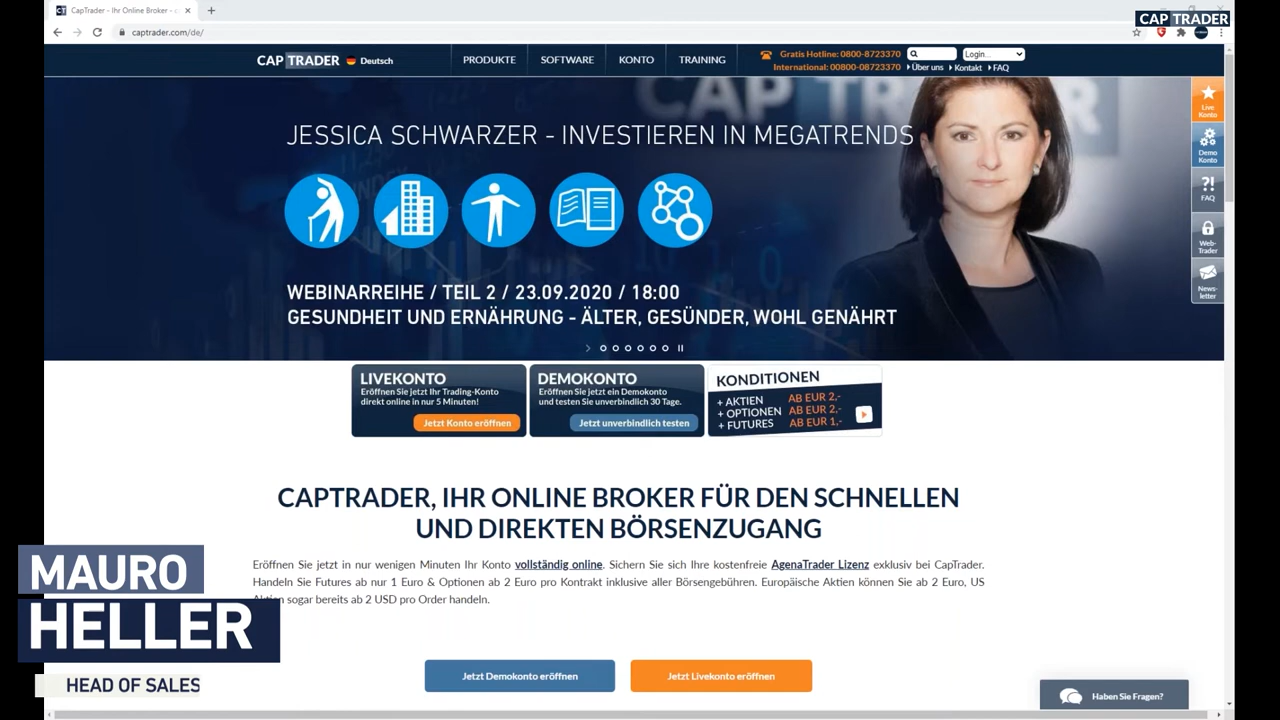 CapTrader - Ihr Online Broker - c
CAP TRADER
captrader.com/de/
CAP TRADER
Deutsch
PRODUKTE
SOFTWARE
KONTO
TRAINING
Gratis Hotline: 0800-8723370
International: 00800-08723370
Login...
Über uns
Kontakt
FAQ
CAP TRADER
JESSICA SCHWARZER - INVESTIEREN IN MEGATRENDS
WEBINARREIHE / TEIL 2 / 23.09.2020 / 18:00
GESUNDHEIT UND ERNÄHRUNG - ÄLTER, GESÜNDER, WOHL GENÄHRT
Live
Konto
Demo
Konto
?!
FAQ
Web-
Trader
News-
letter
LIVEKONTO
Eröffnen Sie jetzt Ihr Trading-Konto
direkt online in nur 5 Minuten!
Jetzt Konto eröffnen
DEMOKONTO
Eröffnen Sie jetzt ein Demokonto
und testen Sie unverbindlich 30 Tage.
Jetzt unverbindlich testen
KONDITIONEN
+ AKTIEN AB EUR 2,-
+ OPTIONEN AB EUR 2,-
+ FUTURES AB EUR 1,-
CAPTRADER, IHR ONLINE BROKER FÜR DEN SCHNELLEN
UND DIREKTEN BÖRSENZUGANG
Eröffnen Sie jetzt in nur wenigen Minuten Ihr Konto vollständig online. Sichern Sie sich Ihre kostenfreie AgenaTrader Lizenz exklusiv bei CapTrader.
Handeln Sie Futures ab nur 1 Euro & Optionen ab 2 Euro pro Kontrakt inklusive aller Börsengebühren. Europäische Aktien können Sie ab 2 Euro, US
Aktien sogar bereits ab 2 USD pro Order handeln.
MAURO
HELLER
HEAD OF SALES
Jetzt Demokonto eröffnen
Jetzt Livekonto eröffnen
Haben Sie Fragen?